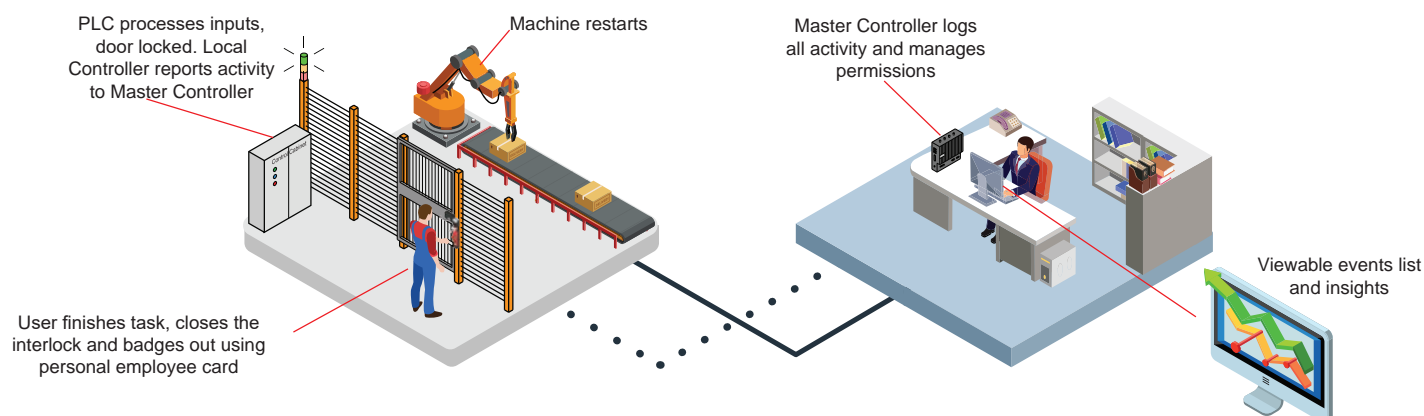 PLC processes inputs,
door locked. Local
Controller reports activity
to Master Controller
Machine restarts
Master Controller logs
all activity and manages
permissions
Control Cabinet
Viewable events list
and insights
User finishes task, closes the
interlock and badges out using
personal employee card